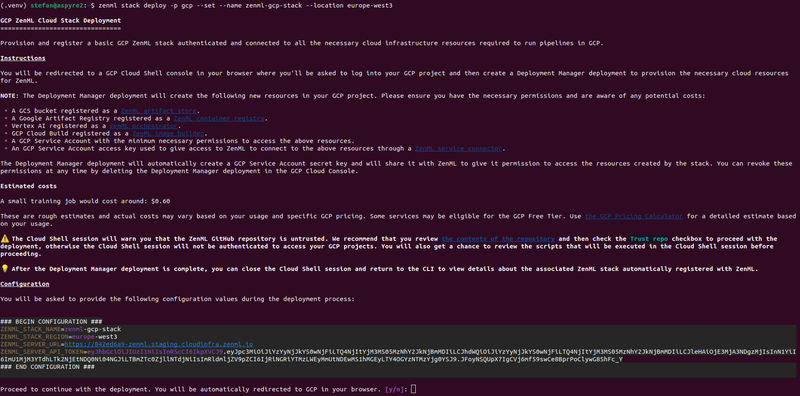 (.venv) stefan@aspyre2:~$ zenml stack deploy -p gcp --set --name zenml-gcp-stack --location europe-west3
GCP ZenML Cloud Stack Deployment
================================
Provision and register a basic GCP ZenML stack authenticated and connected to all the necessary cloud infrastructure resources required to run pipelines in GCP.
Instructions
You will be redirected to a GCP Cloud Shell console in your browser where you'll be asked to log into your GCP project and then create a Deployment Manager deployment to provision the necessary cloud resources
for ZenML.
NOTE: The Deployment Manager deployment will create the following new resources in your GCP project. Please ensure you have the necessary permissions and are aware of any potential costs:
• A GCS bucket registered as a ZenML artifact store.
• A Google Artifact Registry registered as a ZenML container registry.
• Vertex AI registered as a ZenML orchestrator.
• GCP Cloud Build registered as a ZenML image builder.
• A GCP Service Account with the minimum necessary permissions to access the above resources.
• An GCP Service Account access key used to give access to ZenML to connect to the above resources through a ZenML service connector.
The Deployment Manager deployment will automatically create a GCP Service Account secret key and will share it with ZenML to give it permission to access the resources created by the stack. You can revoke these
permissions at any time by deleting the Deployment Manager deployment in the GCP Cloud Console.
Estimated costs
A small training job would cost around: $0.60
These are rough estimates and actual costs may vary based on your usage and specific GCP pricing. Some services may be eligible for the GCP Free Tier. Use the GCP Pricing Calculator for a detailed estimate based
on your usage.
⚠️ The Cloud Shell session will warn you that the ZenML GitHub repository is untrusted. We recommend that you review the contents of the repository and then check the Trust repo checkbox to proceed with the
deployment, otherwise the Cloud Shell session will not be authenticated to access your GCP projects. You will also get a chance to review the scripts that will be executed in the Cloud Shell session before
proceeding.
💡 After the Deployment Manager deployment is complete, you can close the Cloud Shell session and return to the CLI to view details about the associated ZenML stack automatically registered with ZenML.
Configuration
You will be asked to provide the following configuration values during the deployment process:
### BEGIN CONFIGURATION ###
ZENML_STACK_NAME=zenml-gcp-stack
ZENML_STACK_REGION=europe-west3
ZENML_SERVER_URL=
ZENML_SERVER_API_TOKEN=
### END CONFIGURATION ###
Proceed to continue with the deployment. You will be automatically redirected to GCP in your browser. [y/n]: